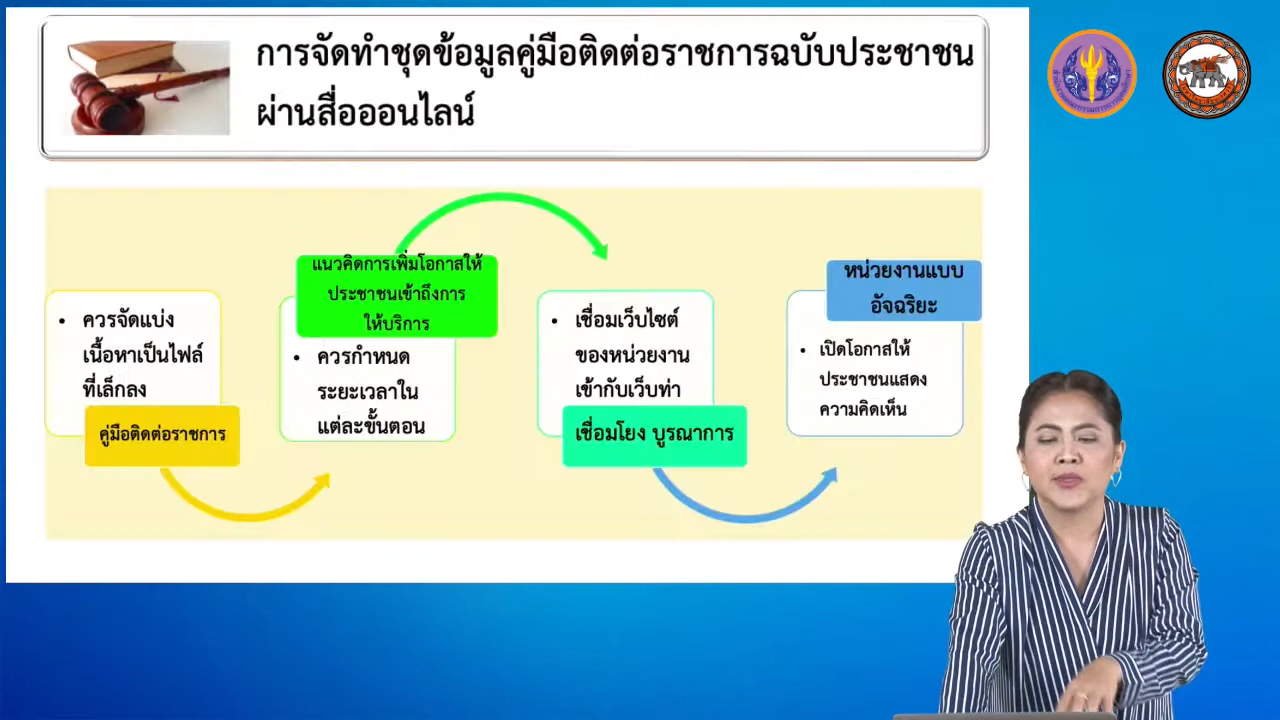 การจัดทำชุดข้อมูลคู่มือติดต่อราชการฉบับประชาชน
ผ่านสื่อออนไลน์
• ควรจัดแบ่ง
เนื้อหาเป็นไฟล์
ที่เล็กลง
คู่มือติดต่อราชการ
แนวคิดการเพิ่มโอกาสให้
ประชาชนเข้าถึงการ
ให้บริการ
• ควรกำหนด
ระยะเวลาใน
แต่ละขั้นตอน
• เชื่อมเว็บไซต์
ของหน่วยงาน
เข้ากับเว็บท่า
เชื่อมโยง บูรณาการ
หน่วยงานแบบ
อัจฉริยะ
• เปิดโอกาสให้
ประชาชนแสดง
ความคิดเห็น